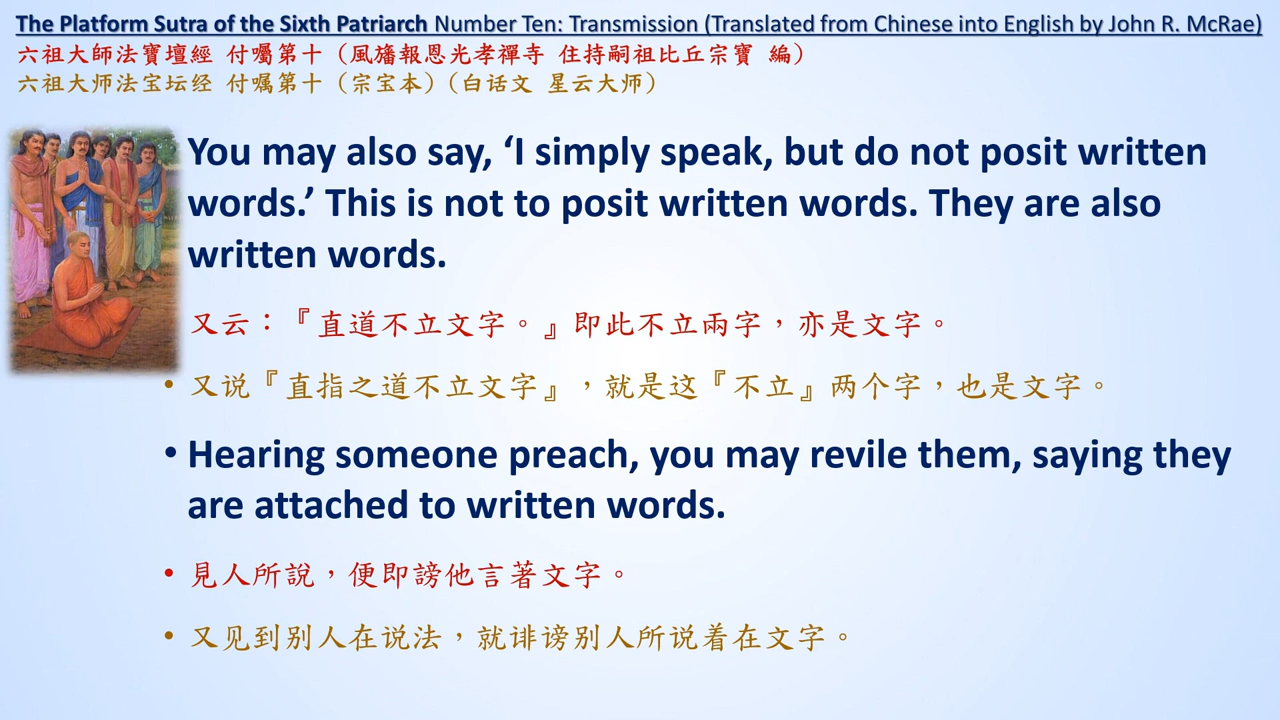 The Platform Sutra of the Sixth Patriarch Number Ten: Transmission (Translated from Chinese into English by John R. McRae)
六祖大師法寶壇經 付囑第十（風旛報恩光孝禪寺 住持嗣祖比丘宗寶 編）
六祖大师法宝坛经 付嘱第十（宗宝本）（白话文 星云大师）
You may also say, ‘I simply speak, but do not posit written
words.’ This is not to posit written words. They are also
written words.
又云：『直道不立文字。』即此不立兩字，亦是文字。
• 又说『直指之道不立文字』，就是这『不立』两个字，也是文字。
• Hearing someone preach, you may revile them, saying they
are attached to written words.
• 見人所說，便即謗他言著文字。
• 又见到别人在说法，就诽谤别人所说着在文字。